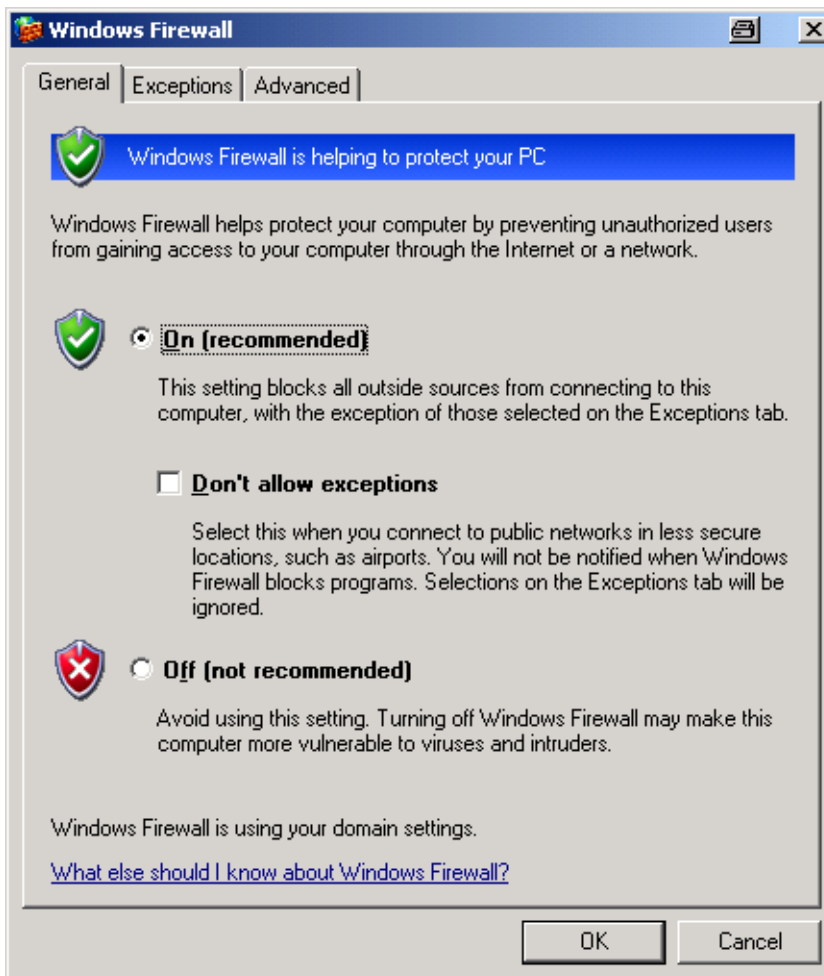 Windows Firewall
General Exceptions Advanced
Windows Firewall is helping to protect your PC
Windows Firewall helps protect your computer by preventing unauthorized users
from gaining access to your computer through the Internet or a network.
On (recommended)
This setting blocks all outside sources from connecting to this
computer, with the exception of those selected on the Exceptions tab.
Don't allow exceptions
Select this when you connect to public networks in less secure
locations, such as airports. You will not be notified when Windows
Firewall blocks programs. Selections on the Exceptions tab will be
ignored.
Off (not recommended)
Avoid using this setting. Turning off Windows Firewall may make this
computer more vulnerable to viruses and intruders.
Windows Firewall is using your domain settings.
What else should I know about Windows Firewall?
OK Cancel